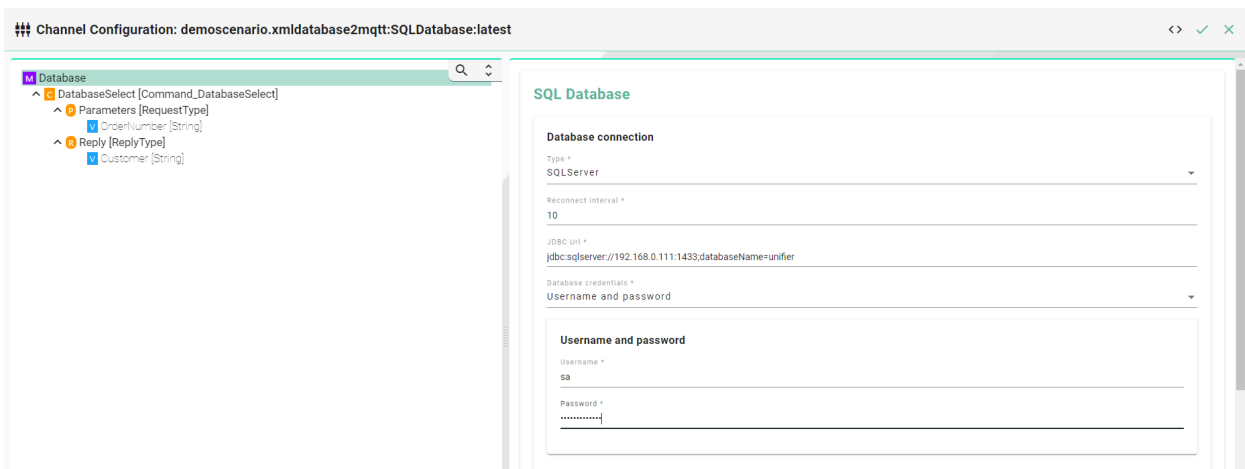 Channel Configuration: demoscenario.xmldatabase2mqtt:SQLDatabase:latest
M Database
C DatabaseSelect [Command_DatabaseSelect]
P Parameters [RequestType]
V OrderNumber [String]
R Reply [ReplyType]
V Customer [String]
SQL Database
Database connection
Type *
SQLServer
Reconnect interval *
10
JDBC Url *
jdbc:sqlserver://192.168.0.111:1433;databaseName=unifier
Database credentials *
Username and password
Username and password
Username *
sa
Password *
•••••••••••••